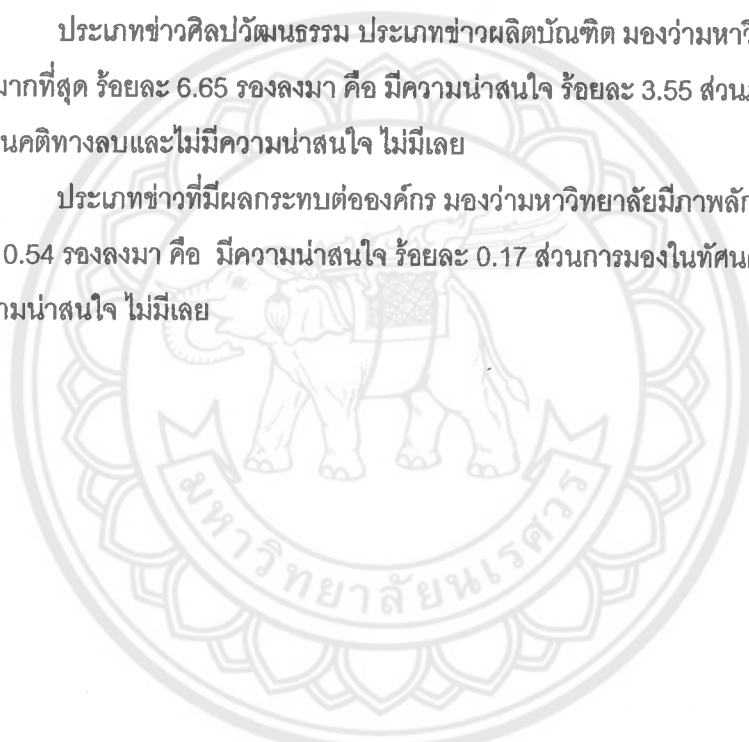 ประเภทข่าวศิลปวัฒนธรรม ประเภทข่าวผลิตบัณฑิต มองว่ามหาวิ
มากที่สุด ร้อยละ 6.65 รองลงมา คือ มีความน่าสนใจ ร้อยละ 3.55 ส่วน
นคติทางลบและไม่มีความน่าสนใจ ไม่มีเลย
ประเภทข่าวที่มีผลกระทบต่อองค์กร มองว่ามหาวิทยาลัยมีภาพลัก
0.54 รองลงมา คือ มีความน่าสนใจ ร้อยละ 0.17 ส่วนการมองในทัศน
ามน่าสนใจ ไม่มีเลย
มหาวิทยาลัยนเรศวร